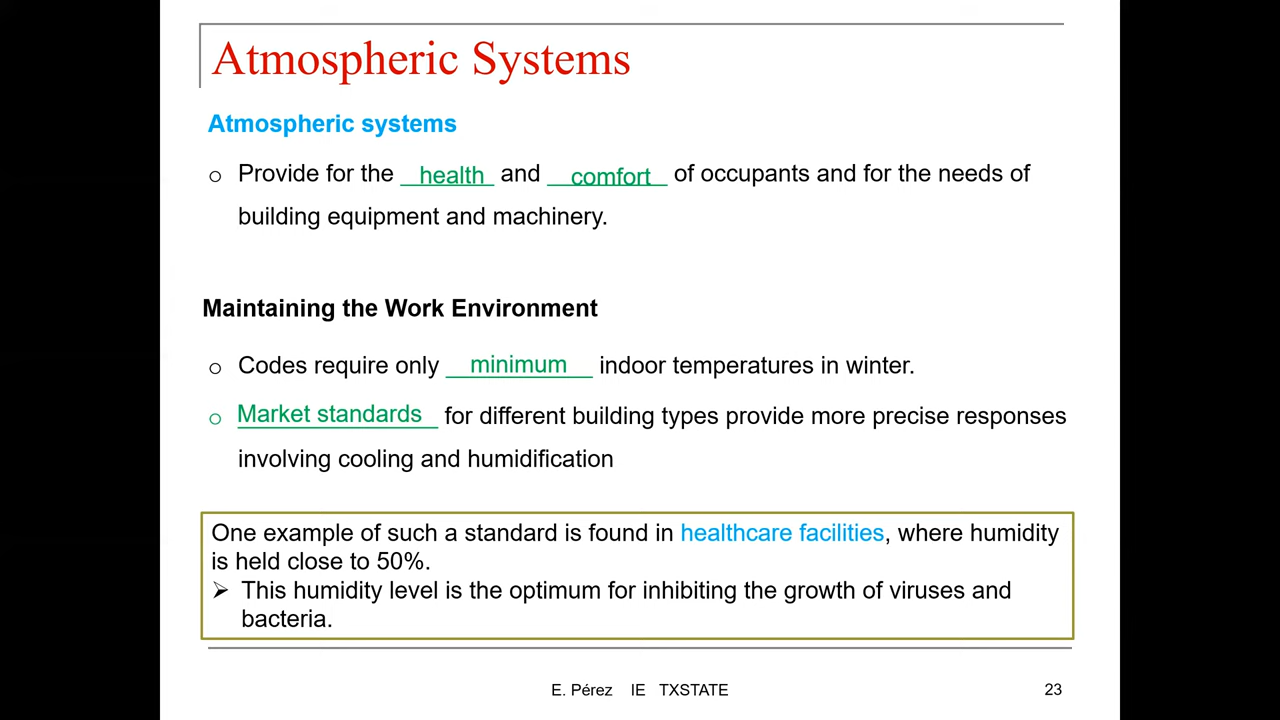 Atmospheric Systems
Atmospheric systems
○ Provide for the health and comfort of occupants and for the needs of
building equipment and machinery.
Maintaining the Work Environment
○ Codes require only minimum indoor temperatures in winter.
○ Market standards for different building types provide more precise responses
involving cooling and humidification
One example of such a standard is found in healthcare facilities, where humidity
is held close to 50%.
➢ This humidity level is the optimum for inhibiting the growth of viruses and
bacteria.
E. Pérez IE TXSTATE 23